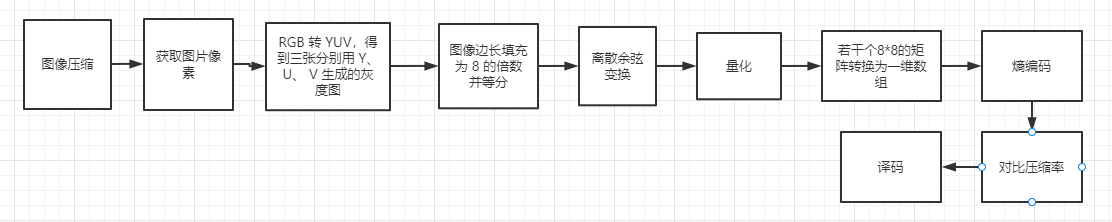 图像压缩
获取图片像
素
RGB 转 YUV，得
到三张分别用 Y、
U、 V 生成的灰
度图
图像边长填充
为 8 的倍数
并等分
离散余弦
变换
量化
若干个8*8的矩
阵转换为一维数
组
熵编码
对比压缩率
译码